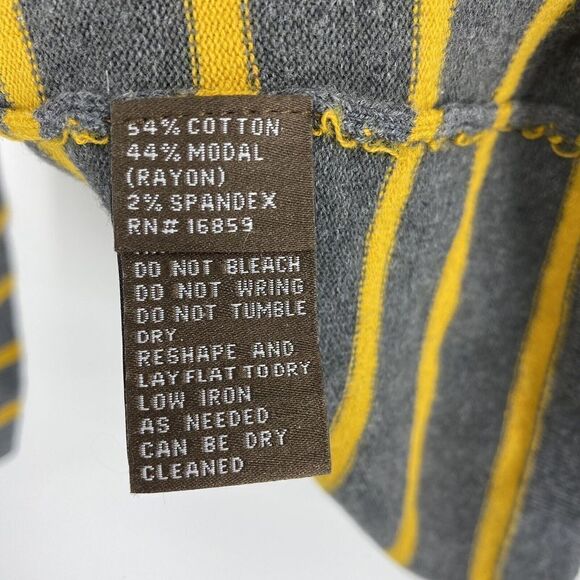 54% COTTON
44% MODAL
(RAYON)
2% SPANDEX
RN# 16859
DO NOT BLEACH
DO NOT WRING
DO NOT TUMBLE
DRY
RESHAPE AND
LAY FLAT TO DRY
LOW IRON
AS NEEDED
CAN BE DRY
CLEANED